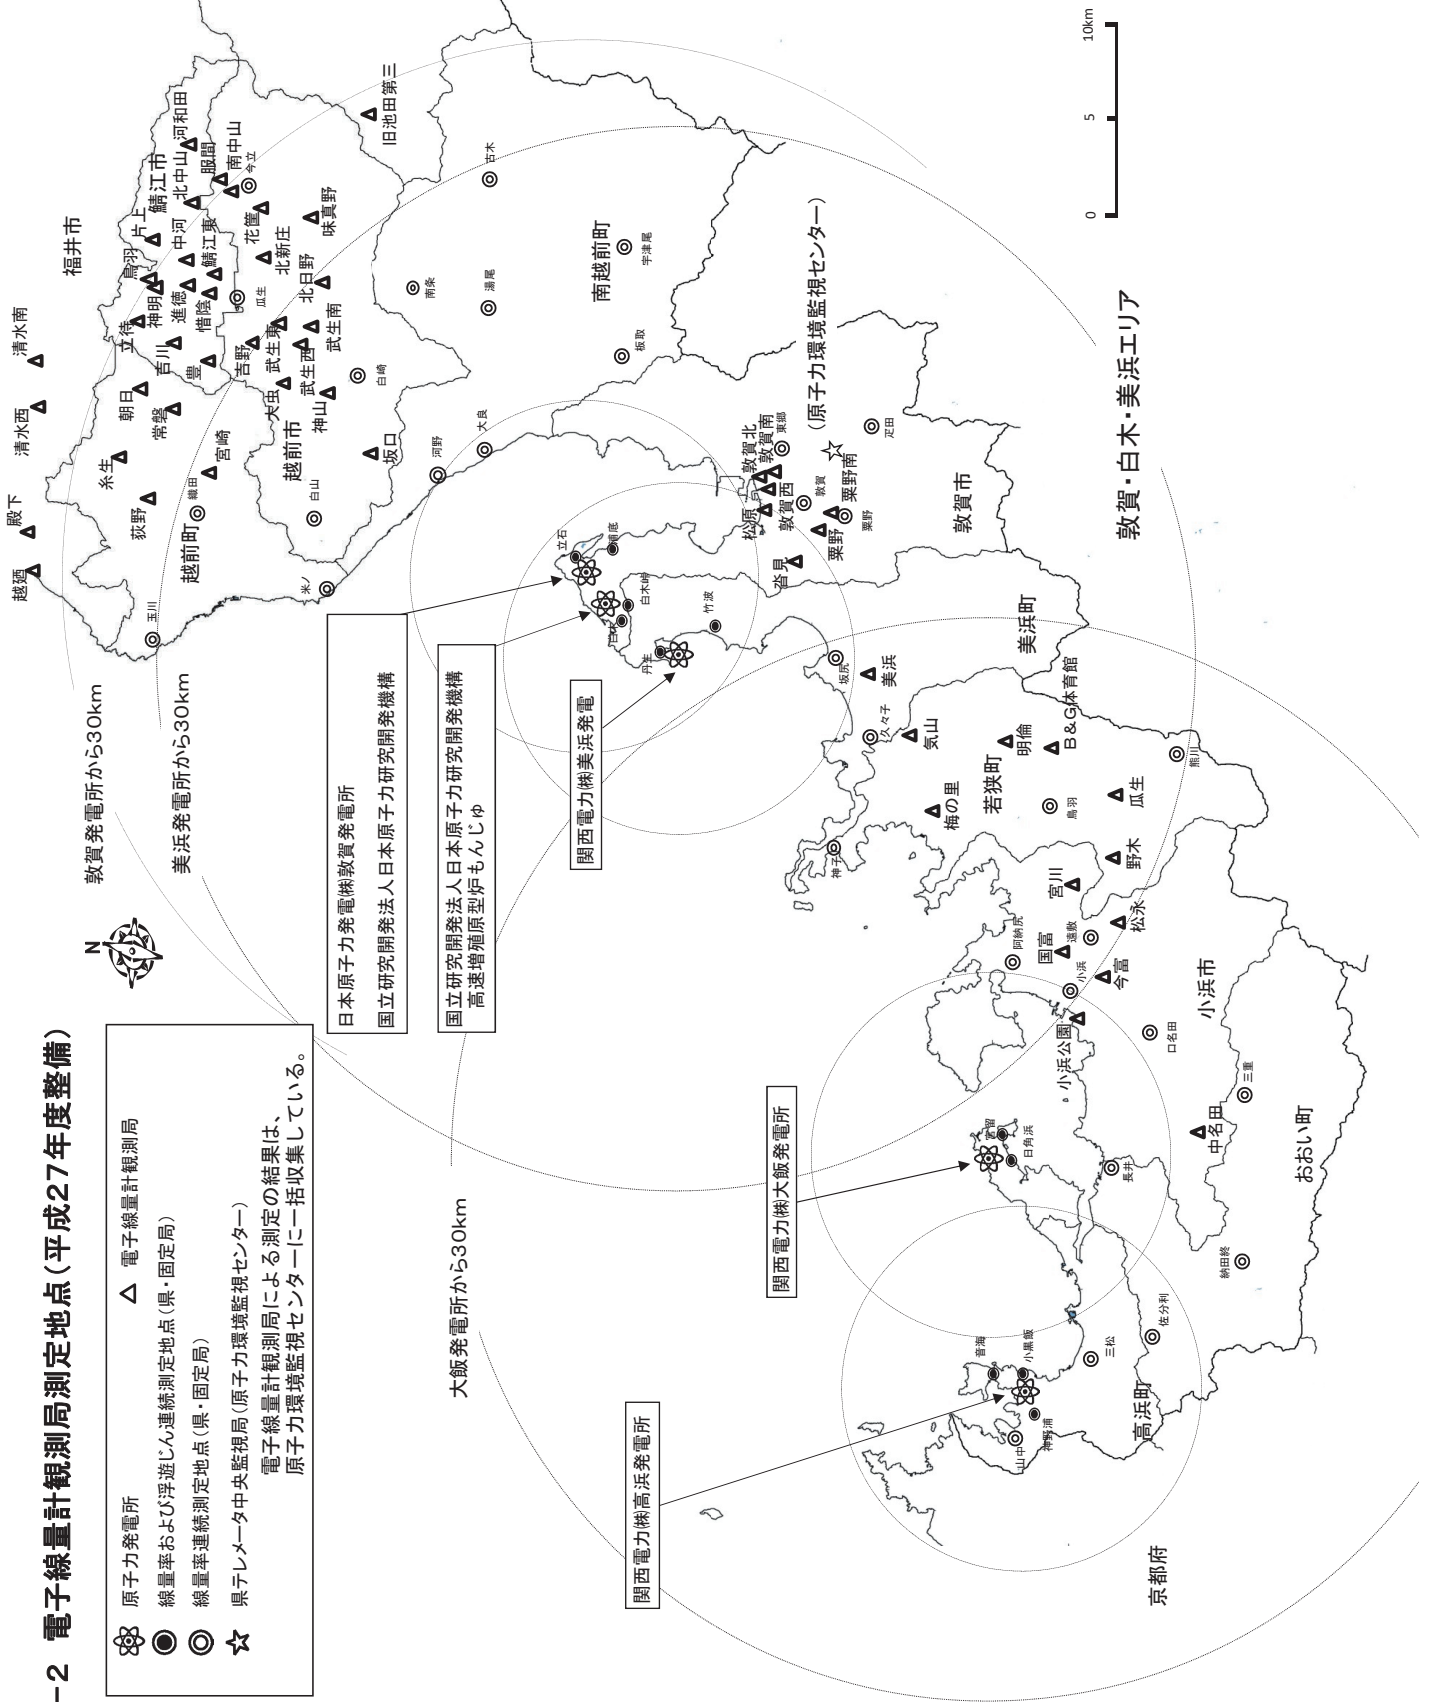 −2 電子線量計観測局測定地点（平成27年度整備）
原子力発電所
電子線量計観測局
線量率および浮遊じん連続測定地点（県・固定局）
線量率連続測定地点（県・固定局）
県テレメータ中央監視局（原子力環境監視センター）
電子線量計観測局による測定の結果は、
原子力環境監視センターに一括収集している。
N
敦賀発電所から30km
美浜発電所から30km
大飯発電所から30km
日本原子力発電㈱敦賀発電所
国立研究開発法人日本原子力研究開発機構
国立研究開発法人日本原子力研究開発機構
高速増殖原型炉もんじゅ
関西電力㈱美浜発電
関西電力㈱大飯発電所
関西電力㈱高浜発電所
福井市
清水南
清水西
殿下
越廼
鯖江市
河和田
北中山
服間
南中山
今立
片上
鳥羽
中河
鯖江東
花筐
北新庄
味真野
旧池田第三
神明
進徳
惜陰
瓜生
北日野
立待
吉川
豊
吉野
武生東
武生西
武生南
朝日
常磐
大虫
神山
白崎
糸生
宮崎
越前市
坂口
荻野
織田
白山
越前町
玉川
米ノ
河野
大良
南条
湯尾
古木
南越前町
宇津尾
板取
（原子力環境監視センター）
敦賀北
敦賀南
東郷
松原
敦賀西
敦賀
粟野南
粟野
粟野
疋田
沓見
敦賀市
立石
浦底
白木峠
白木
丹生
竹波
敦賀・白木・美浜エリア
0
5
10km
美浜町
坂尻
美浜
久々子
気山
B&G体育館
明倫
若狭町
梅の里
鳥羽
瓜生
熊川
神子
野木
宮川
松永
阿納尻
国富
遠敷
小浜
今富
小浜市
小浜公園
口名田
三重
中名田
おおい町
宮留
日角浜
長井
納田終
佐分利
音海
小黒飯
三松
高浜町
神野浦
山中
京都府